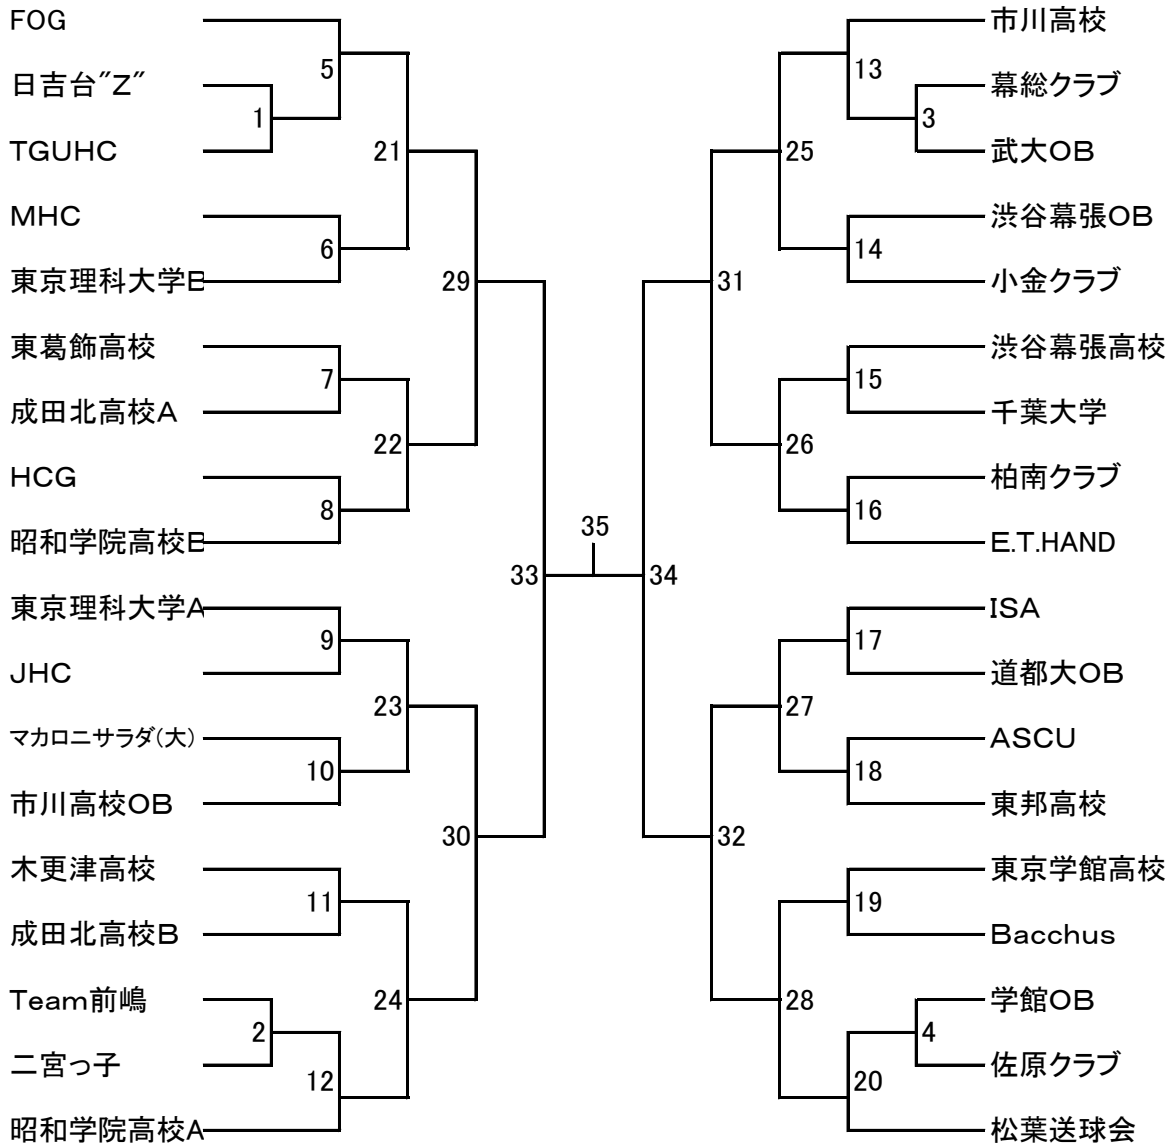 FOG
日吉台"Z"
TGUHC
MHC
東京理科大学B
東葛飾高校
成田北高校A
HCG
昭和学院高校B
東京理科大学A
JHC
マカロニサラダ(大)
市川高校OB
木更津高校
成田北高校B
Team前嶋
二宮っ子
昭和学院高校A
1
2
5
6
7
8
9
10
11
12
21
22
23
24
29
30
33
35
34
31
32
25
26
27
28
13
14
15
16
17
18
19
20
3
4
市川高校
幕総クラブ
武大OB
渋谷幕張OB
小金クラブ
渋谷幕張高校
千葉大学
柏南クラブ
E.T.HAND
ISA
道都大OB
ASCU
東邦高校
東京学館高校
Bacchus
学館OB
佐原クラブ
松葉送球会